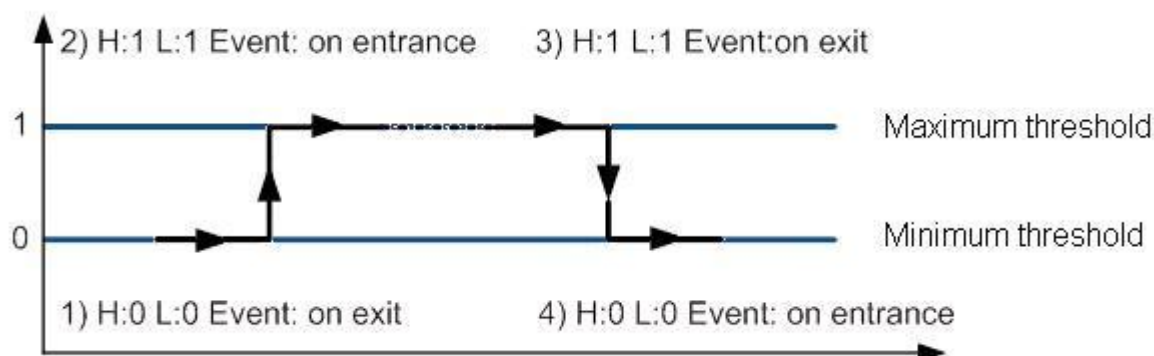 2) H:1 L:1 Event: on entrance
3) H:1 L:1 Event:on exit
1
Maximum threshold
0
Minimum threshold
1) H:0 L:0 Event: on exit
4) H:0 L:0 Event: on entrance